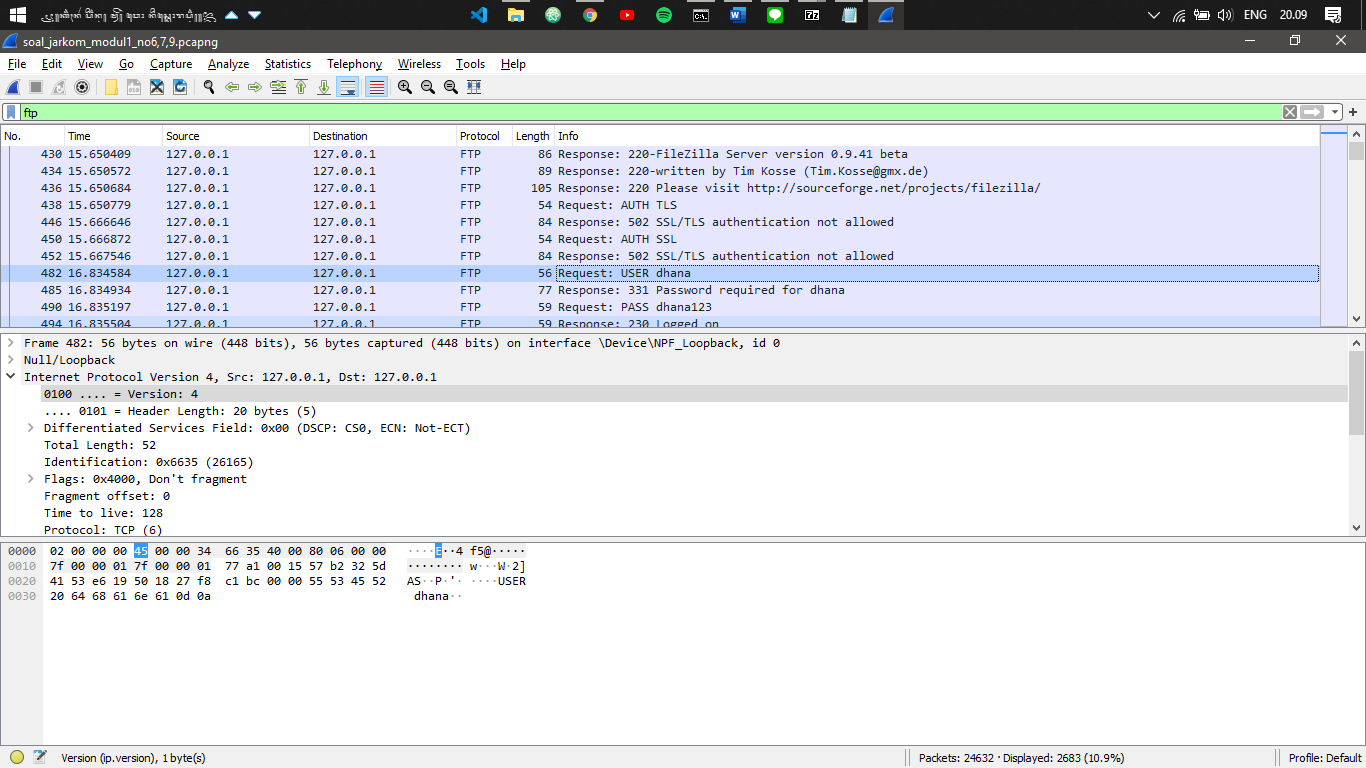 ENG 20.09
soal_jarkom_modul1_no6,7,9.pcapng
File Edit View Go Capture Analyze Statistics Telephony Wireless Tools Help
ftp
No. Time Source Destination Protocol Length Info
430 15.650409 127.0.0.1 127.0.0.1 FTP 86 Response: 220-FileZilla Server version 0.9.41 beta
434 15.650572 127.0.0.1 127.0.0.1 FTP 89 Response: 220-written by Tim Kosse (Tim.Kosse@gmx.de)
436 15.650684 127.0.0.1 127.0.0.1 FTP 105 Response: 220 Please visit http://sourceforge.net/projects/filezilla/
438 15.650779 127.0.0.1 127.0.0.1 FTP 54 Request: AUTH TLS
446 15.666646 127.0.0.1 127.0.0.1 FTP 84 Response: 502 SSL/TLS authentication not allowed
450 15.666872 127.0.0.1 127.0.0.1 FTP 54 Request: AUTH SSL
452 15.667546 127.0.0.1 127.0.0.1 FTP 84 Response: 502 SSL/TLS authentication not allowed
482 16.834584 127.0.0.1 127.0.0.1 FTP 56 Request: USER dhana
485 16.834934 127.0.0.1 127.0.0.1 FTP 77 Response: 331 Password required for dhana
490 16.835197 127.0.0.1 127.0.0.1 FTP 59 Request: PASS dhana123
494 16.835504 127.0.0.1 127.0.0.1 FTP 59 Response: 230 Logged on
Frame 482: 56 bytes on wire (448 bits), 56 bytes captured (448 bits) on interface \Device\NPF_Loopback, id 0
Null/Loopback
Internet Protocol Version 4, Src: 127.0.0.1, Dst: 127.0.0.1
0100 .... = Version: 4
.... 0101 = Header Length: 20 bytes (5)
Differentiated Services Field: 0x00 (DSCP: CS0, ECN: Not-ECT)
Total Length: 52
Identification: 0x6635 (26165)
Flags: 0x4000, Don't fragment
Fragment offset: 0
Time to live: 128
Protocol: TCP (6)
0000 02 00 00 00 45 00 00 34 66 35 40 00 80 06 00 00 ····E··4 f5@·····
0010 7f 00 00 01 7f 00 00 01 77 a1 00 15 57 b2 32 5d ········ w···W·2]
0020 41 53 e6 19 50 18 27 f8 c1 bc 00 00 55 53 45 52 AS··P·'· ····USER
0030 20 64 68 61 6e 61 0d 0a dhana··
Version (ip.version), 1 byte(s) Packets: 24632 · Displayed: 2683 (10.9%) Profile: Default